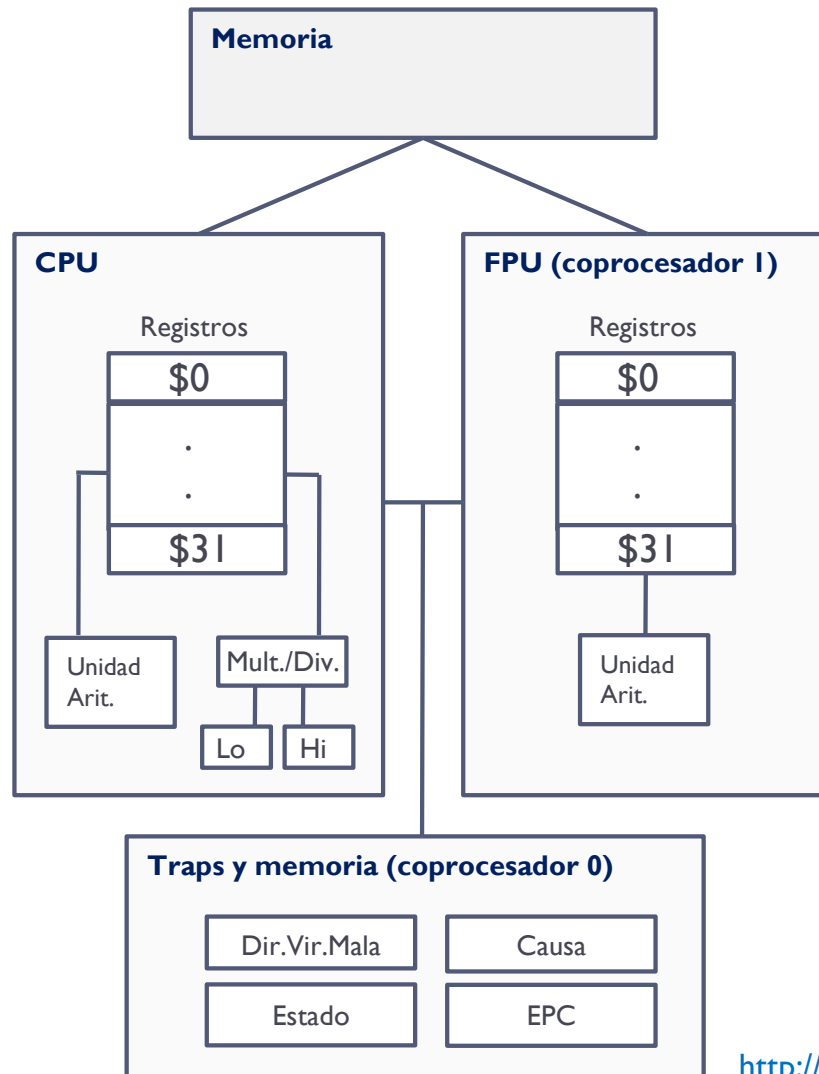 Memoria
CPU
Registros
$0
.
.
$31
Unidad
Arit.
Mult./Div.
Lo
Hi
FPU (coprocesador 1)
Registros
$0
.
.
$31
Unidad
Arit.
Traps y memoria (coprocesador 0)
Dir.Vir.Mala
Causa
Estado
EPC
http://